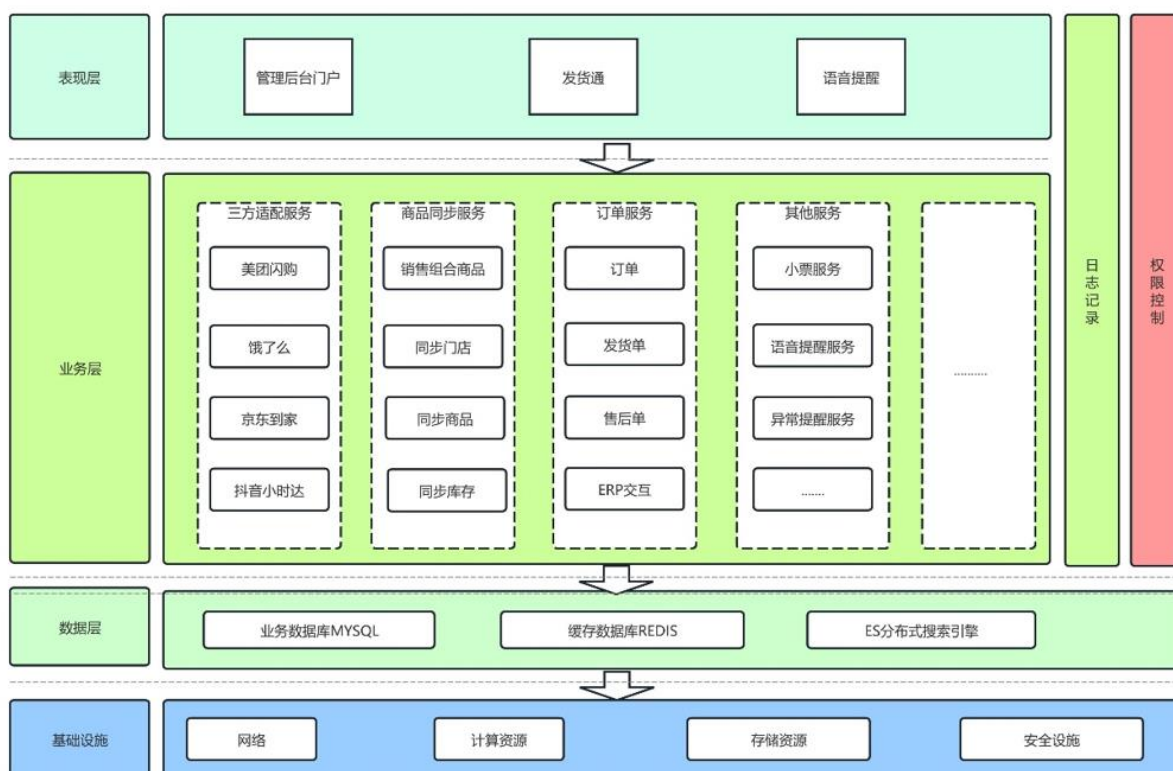 表现层
管理后台门户
发货通
语音提醒
业务层
三方适配服务
美团闪购
饿了么
京东到家
抖音小时达
商品同步服务
销售组合商品
同步门店
同步商品
同步库存
订单服务
订单
发货单
售后单
ERP交互
其他服务
小票服务
语音提醒服务
异常提醒服务
.......
..........
日志记录
权限控制
数据层
业务数据库MYSQL
缓存数据库REDIS
ES分布式搜索引擎
基础设施
网络
计算资源
存储资源
安全设施